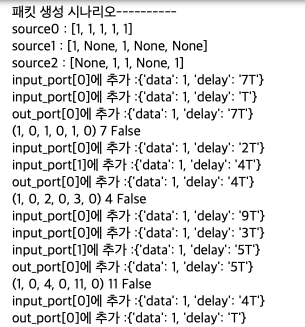 패킷 생성 시나리오----------
source0 : [1, 1, 1, 1, 1]
source1 : [1, None, 1, None, None]
source2 : [None, 1, 1, None, 1]
input_port[0]에 추가 :{'data': 1, 'delay': '7T'}
input_port[0]에 추가 :{'data': 1, 'delay': 'T'}
out_port[0]에 추가 :{'data': 1, 'delay': '7T'}
(1, 0, 1, 0, 1, 0) 7 False
input_port[0]에 추가 :{'data': 1, 'delay': '2T'}
input_port[1]에 추가 :{'data': 1, 'delay': '4T'}
out_port[0]에 추가 :{'data': 1, 'delay': '4T'}
(1, 0, 2, 0, 3, 0) 4 False
input_port[0]에 추가 :{'data': 1, 'delay': '9T'}
input_port[0]에 추가 :{'data': 1, 'delay': '3T'}
input_port[1]에 추가 :{'data': 1, 'delay': '5T'}
out_port[0]에 추가 :{'data': 1, 'delay': '5T'}
(1, 0, 4, 0, 11, 0) 11 False
input_port[0]에 추가 :{'data': 1, 'delay': '4T'}
out_port[0]에 추가 :{'data': 1, 'delay': 'T'}